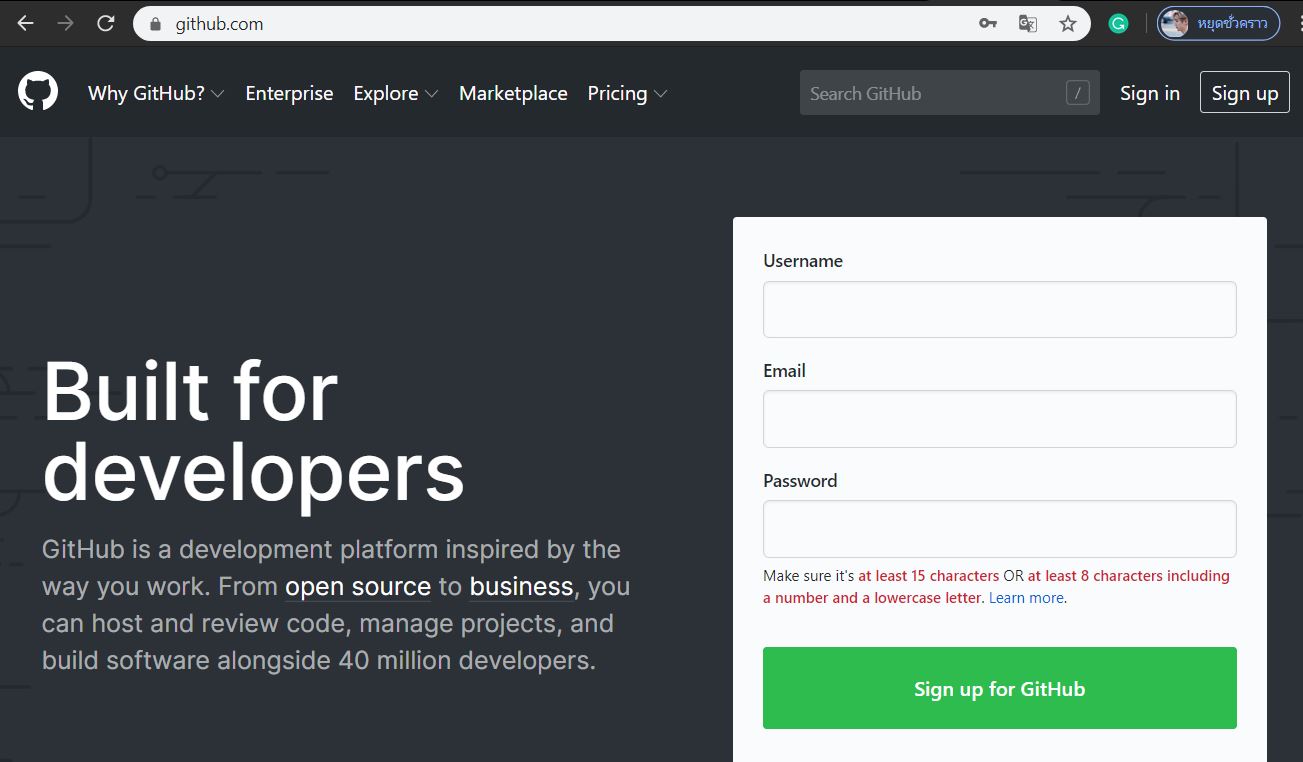 github.com
หยุดชั่วคราว
Why GitHub? Enterprise Explore Marketplace Pricing
Search GitHub /
Sign in
Sign up
Built for
developers
GitHub is a development platform inspired by the
way you work. From open source to business, you
can host and review code, manage projects, and
build software alongside 40 million developers.
Username
Email
Password
Make sure it's at least 15 characters OR at least 8 characters including
a number and a lowercase letter. Learn more.
Sign up for GitHub